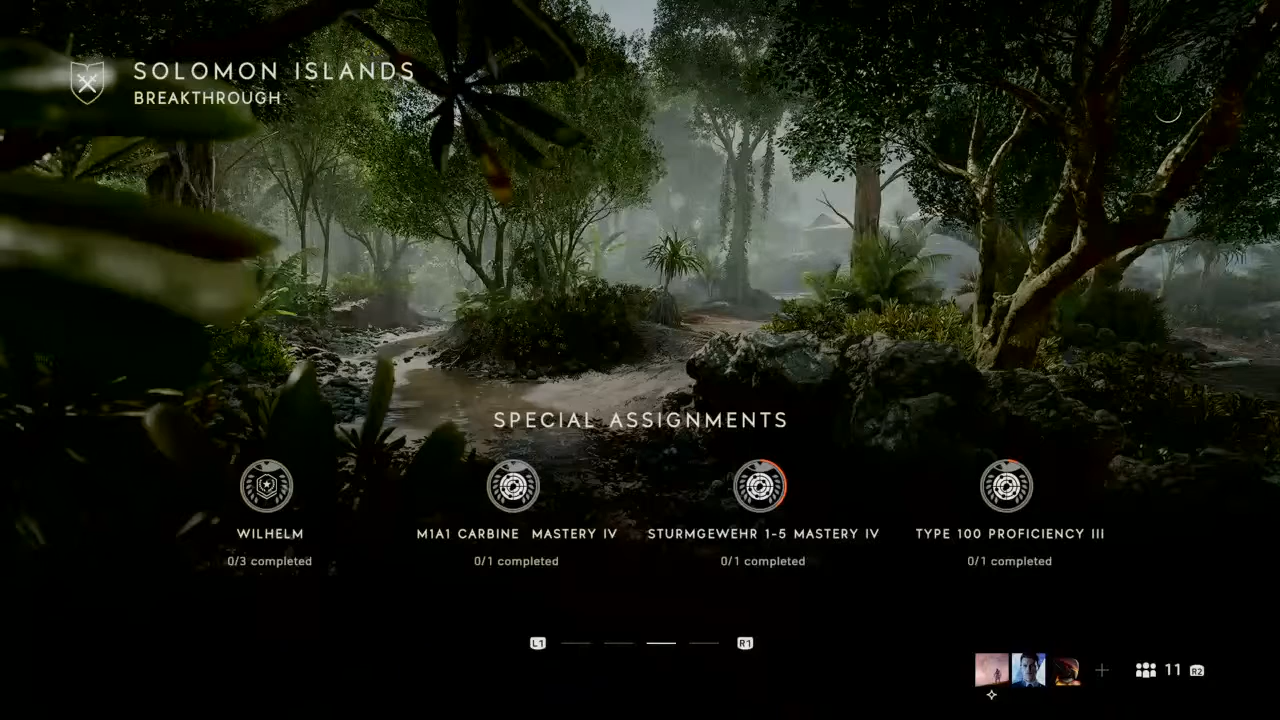 SOLOMON ISLANDS
BREAKTHROUGH
SPECIAL ASSIGNMENTS
WILHELM
0/3 completed
M1A1 CARBINE MASTERY IV
0/1 completed
STURMGEWEHR 1-5 MASTERY IV
0/1 completed
TYPE 100 PROFICIENCY III
0/1 completed
L1 R1
11 R2